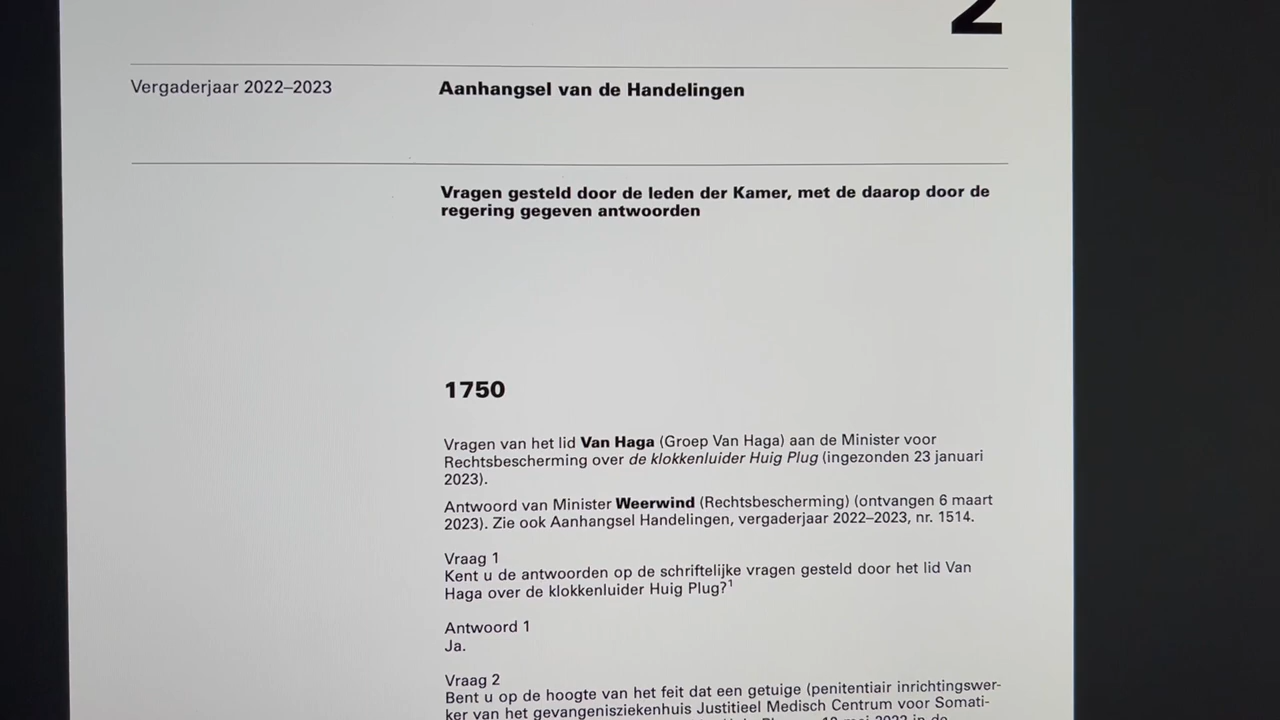 2
Vergaderjaar 2022–2023
Aanhangsel van de Handelingen
Vragen gesteld door de leden der Kamer, met de daarop door de
regering gegeven antwoorden
1750
Vragen van het lid Van Haga (Groep Van Haga) aan de Minister voor
Rechtsbescherming over de klokkenluider Huig Plug (ingezonden 23 januari
2023).
Antwoord van Minister Weerwind (Rechtsbescherming) (ontvangen 6 maart
2023). Zie ook Aanhangsel Handelingen, vergaderjaar 2022–2023, nr. 1514.
Vraag 1
Kent u de antwoorden op de schriftelijke vragen gesteld door het lid Van
Haga over de klokkenluider Huig Plug?¹
Antwoord 1
Ja.
Vraag 2
Bent u op de hoogte van het feit dat een getuige (penitentiair inrichtingswer-
ker van het gevangenisziekenhuis Justitieel Medisch Centrum voor Somati-